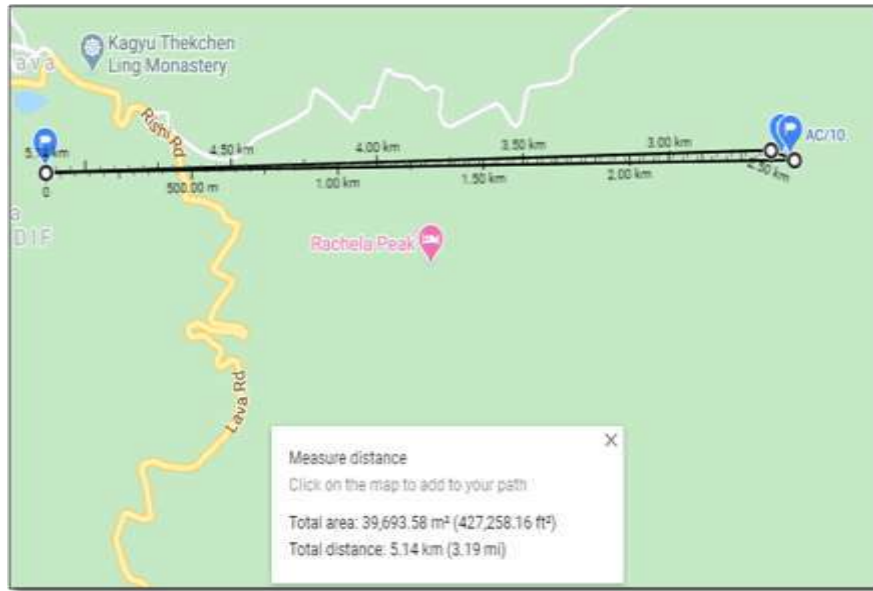 Kagyu Thekchen
Ling Monastery
ava
Rishi Rd
4.50 km
4.00 km
3.50 km
3.00 km
AC/10
0
500.00 m
1.00 km
1.50 km
2.00 km
2.50 km
a
DIF
Rachela Peak
Lava Rd
Measure distance
Click on the map to add to your path
Total area: 39,693.58 m² (427,258.16 ft²)
Total distance: 5.14 km (3.19 mi)